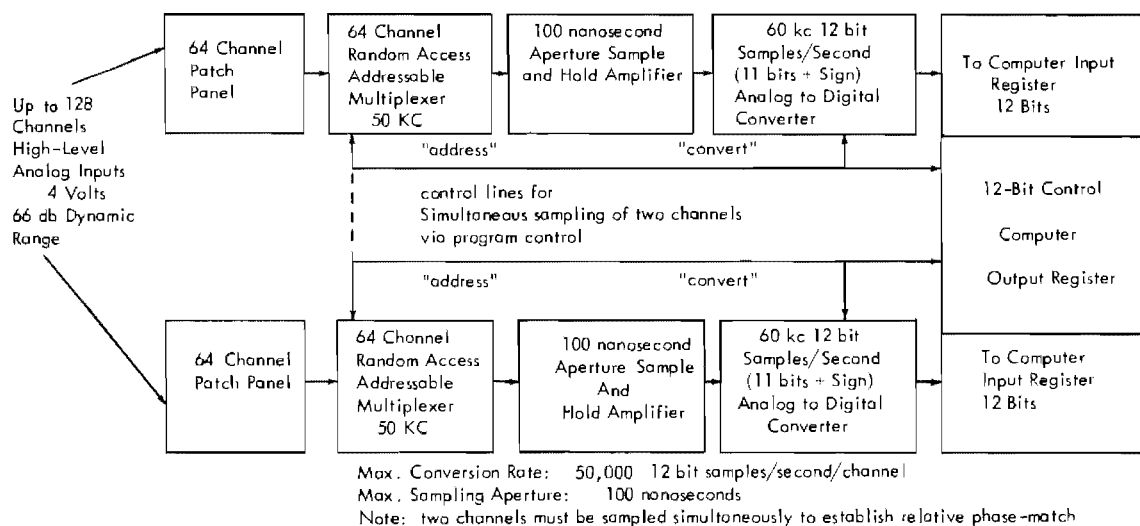 Up to 128
Channels
High-Level
Analog Inputs
4 Volts
66 db Dynamic
Range
64 Channel
Patch
Panel
64 Channel
Random Access
Addressable
Multiplexer
50 KC
100 nanosecond
Aperture Sample
and Hold Amplifier
60 kc 12 bit
Samples/Second
(11 bits + Sign)
Analog to Digital
Converter
To Computer Input
Register
12 Bits
"address"
"convert"
control lines for
Simultaneous sampling of two channels
via program control
12-Bit Control
Computer
Output Register
"address"
"convert"
64 Channel
Patch Panel
64 Channel
Random Access
Addressable
Multiplexer
50 KC
100 nanosecond
Aperture Sample
And
Hold Amplifier
60 kc 12 bit
Samples/Second
(11 bits + Sign)
Analog to Digital
Converter
To Computer
Input Register
12 Bits
Max. Conversion Rate: 50,000 12 bit samples/second/channel
Max. Sampling Aperture: 100 nanoseconds
Note: two channels must be sampled simultaneously to establish relative phase-match